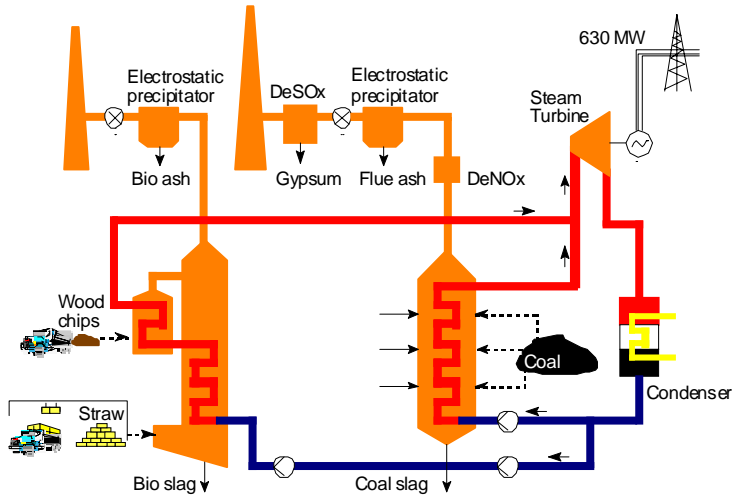 630 MW
Electrostatic
precipitator
DeSOx
Electrostatic
precipitator
Steam
Turbine
Bio ash
Gypsum
Flue ash
DeNOx
Wood
chips
Coal
Condenser
Straw
Bio slag
Coal slag